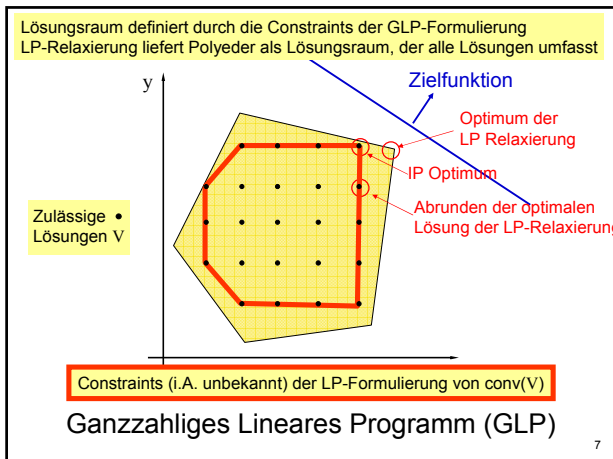 Lösungsraum definiert durch die Constraints der GLP-Formulierung
LP-Relaxierung liefert Polyeder als Lösungsraum, der alle Lösungen umfasst
y
Zielfunktion
Optimum der
LP Relaxierung
IP Optimum
Abrunden der optimalen
Lösung der LP-Relaxierung
Zulässige •
Lösungen V
Constraints (i.A. unbekannt) der LP-Formulierung von conv(V)
Ganzzahliges Lineares Programm (GLP)
7